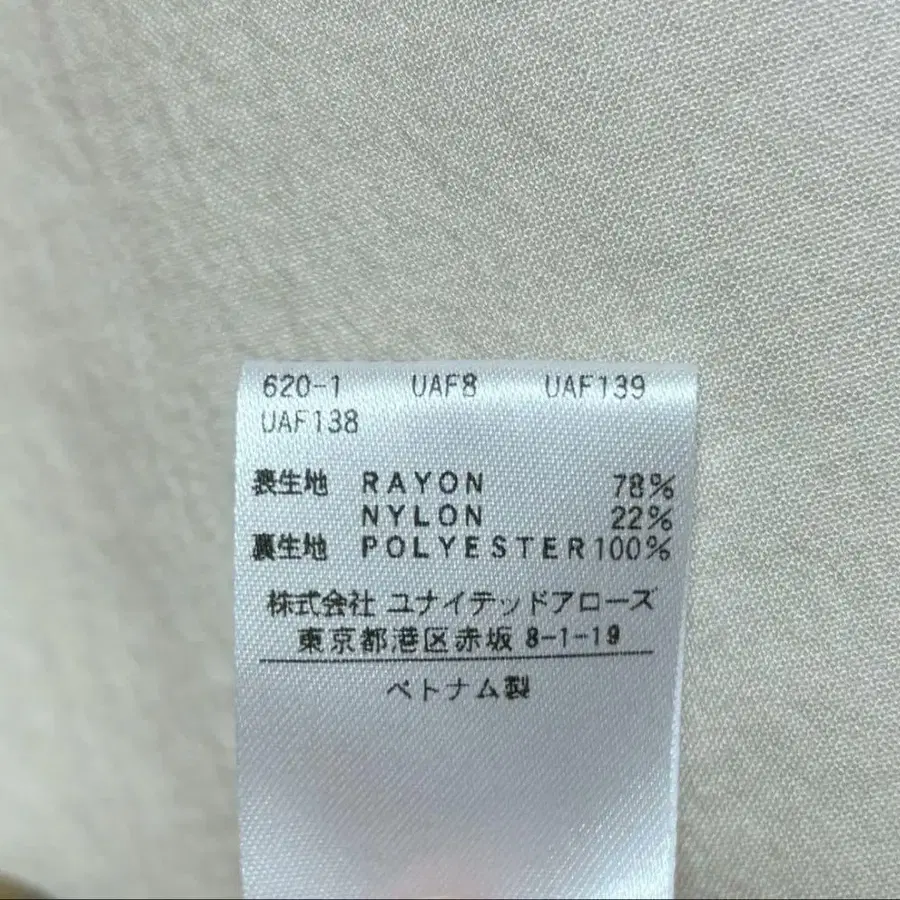 620-1 UAF8 UAF139
UAF138
表生地 RAYON 78%
NYLON 22%
裏生地 POLYESTER 100%
株式会社 ユナイテッドアローズ
東京都港区赤坂 8-1-19
ベトナム製